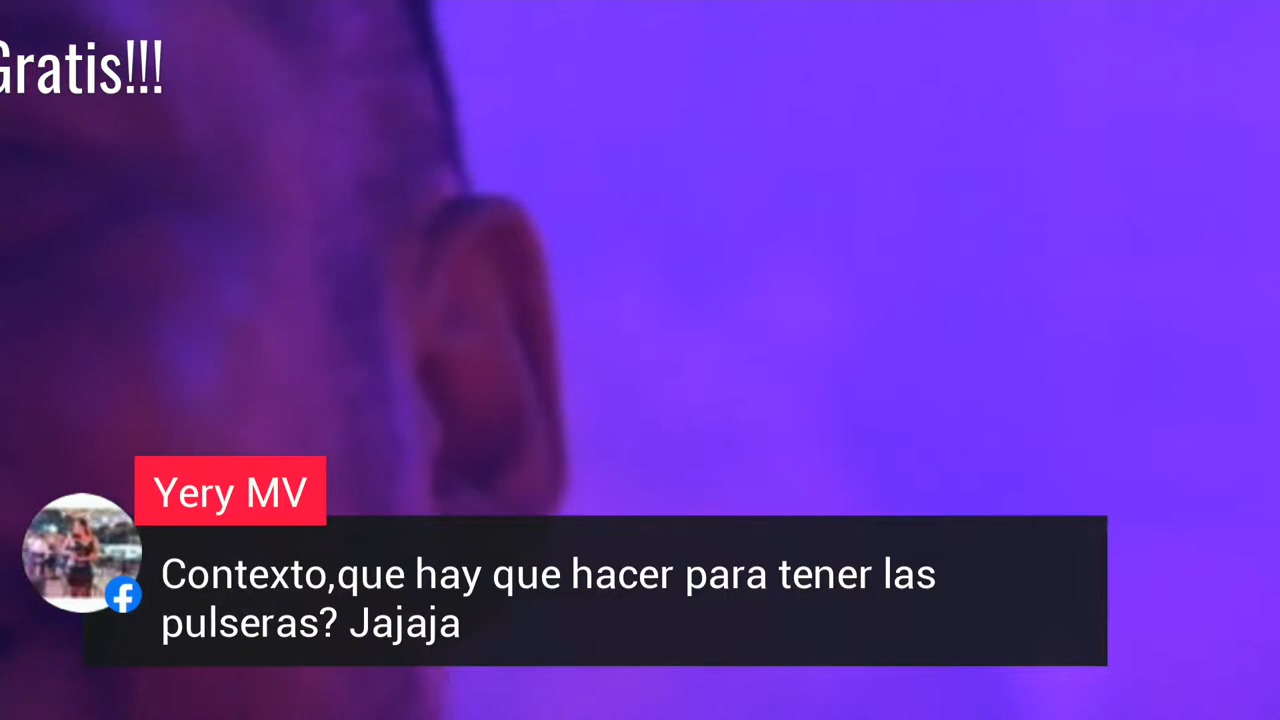 Gratis!!!
Yery MV
Contexto,que hay que hacer para tener las
pulseras? Jajaja